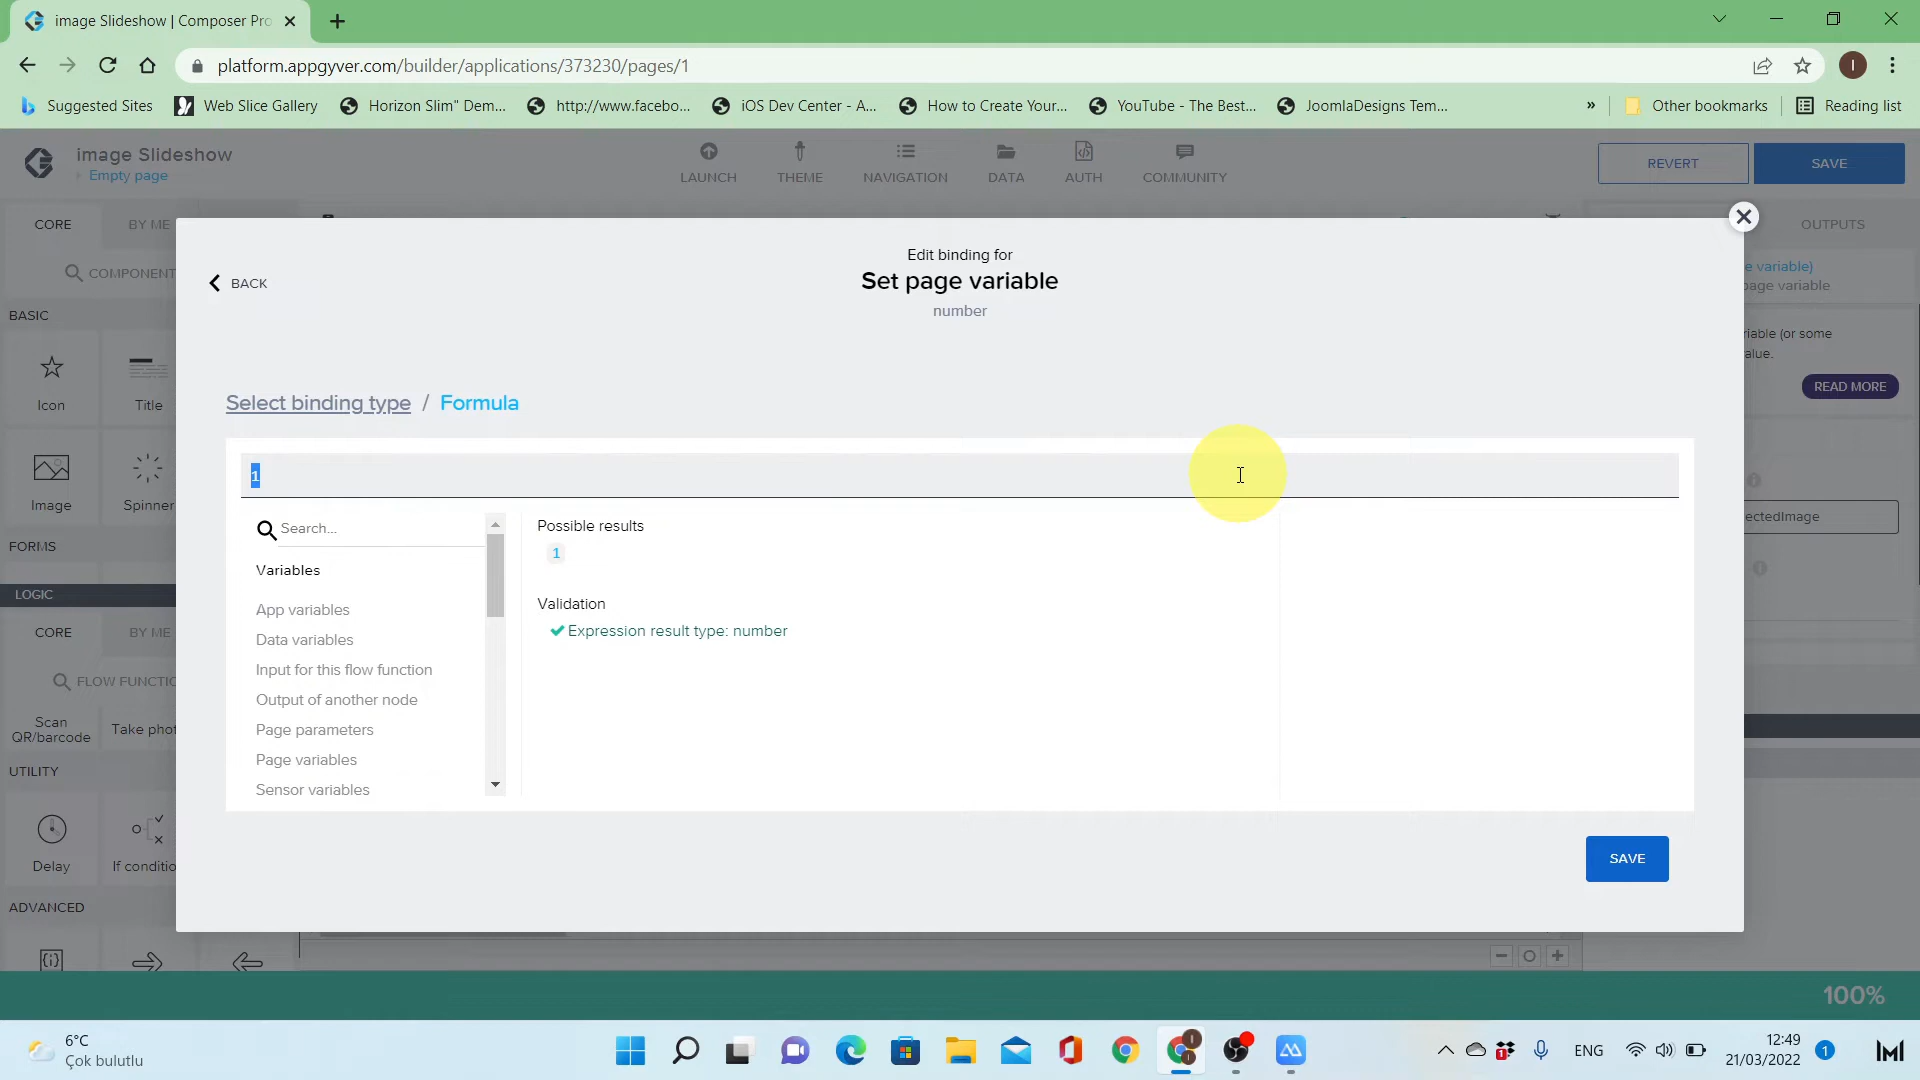 image Slideshow | Composer Pro
platform.appgyver.com/builder/applications/373230/pages/1
I
Suggested Sites
Web Slice Gallery
Horizon Slim" Dem...
http://www.facebo...
iOS Dev Center - A...
How to Create Your...
YouTube - The Best...
JoomlaDesigns Tem...
»
Other bookmarks
Reading list
image Slideshow
Empty page
LAUNCH
THEME
NAVIGATION
DATA
AUTH
COMMUNITY
REVERT
SAVE
CORE
BY ME
OUTPUTS
COMPONENT
BASIC
Icon
Title
Image
Spinner
FORMS
LOGIC
CORE
BY ME
FLOW FUNCTIC
Scan
QR/barcode
Take phot
UTILITY
Delay
If conditio
ADVANCED
BACK
Edit binding for
Set page variable
number
Select binding type / Formula
1
Search...
Variables
App variables
Data variables
Input for this flow function
Output of another node
Page parameters
Page variables
Sensor variables
Possible results
1
Validation
Expression result type: number
SAVE
e variable)
page variable
riable (or some
alue.
READ MORE
ectedImage
100%
6°C
Çok bulutlu
1
ENG
12:49
21/03/2022
1